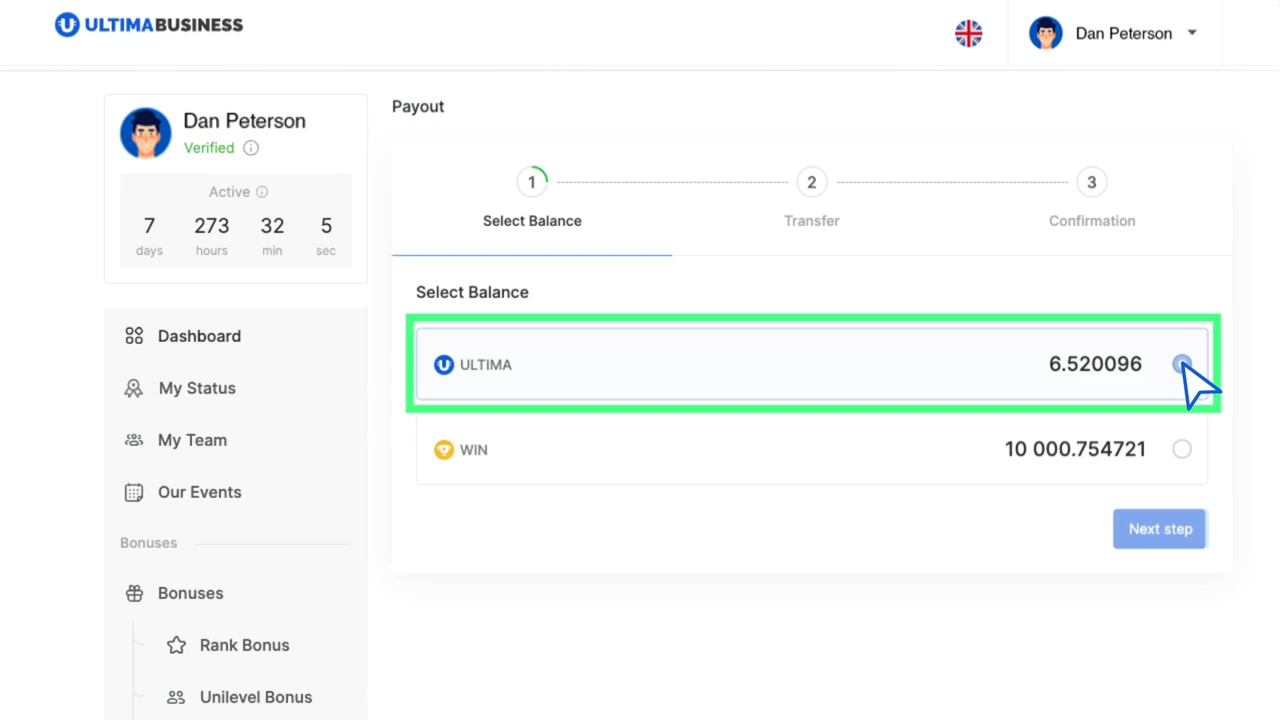 ULTIMABUSINESS
Dan Peterson
Dan Peterson
Verified
Active
7 273 32 5
days hours min sec
Dashboard
My Status
My Team
Our Events
Bonuses
Bonuses
Rank Bonus
Unilevel Bonus
Payout
1 2 3
Select Balance Transfer Confirmation
Select Balance
ULTIMA 6.520096
WIN 10 000.754721
Next step